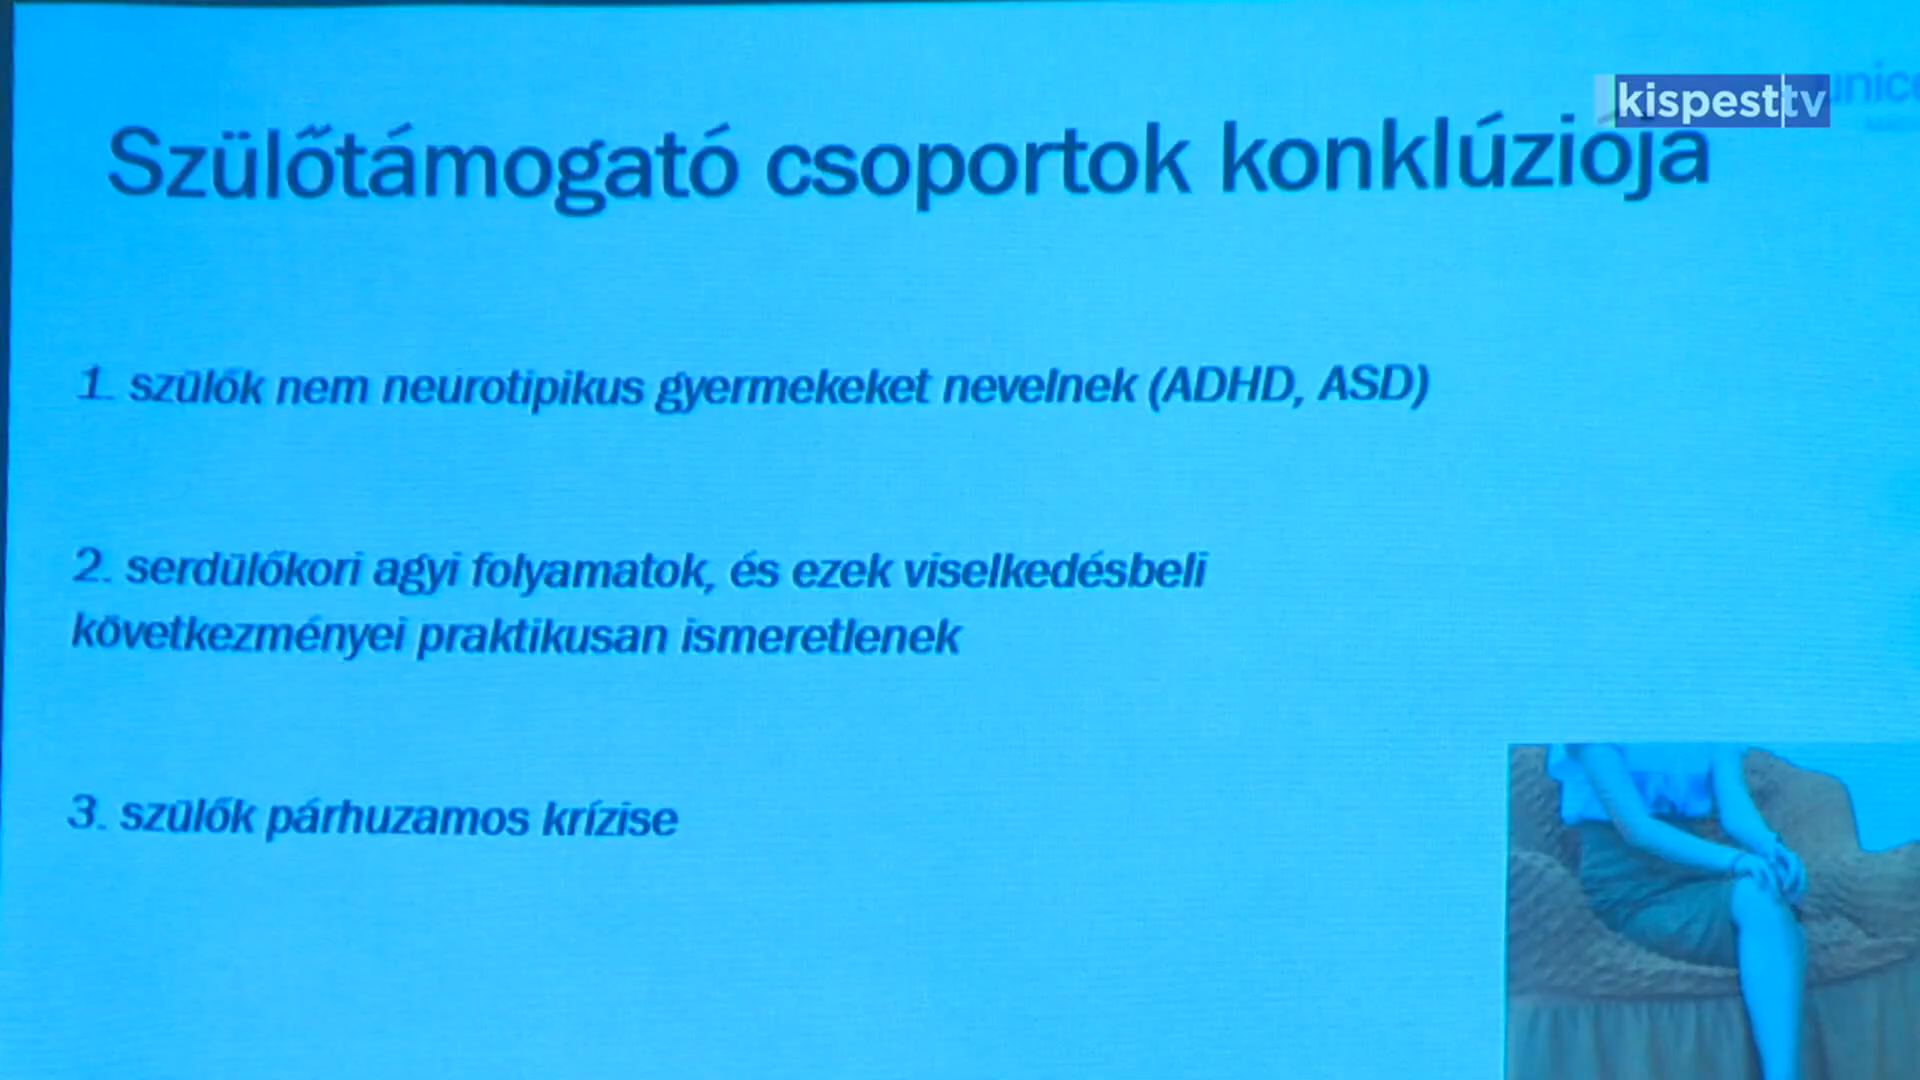 kispest tv
Szülőtámogató csoportok konklúziója
1. szülők nem neurotipikus gyermekeket nevelnek (ADHD, ASD)
2. serdülőkori agyi folyamatok, és ezek viselkedésbeli
következményei praktikusan ismeretlenek
3. szülők párhuzamos krízise